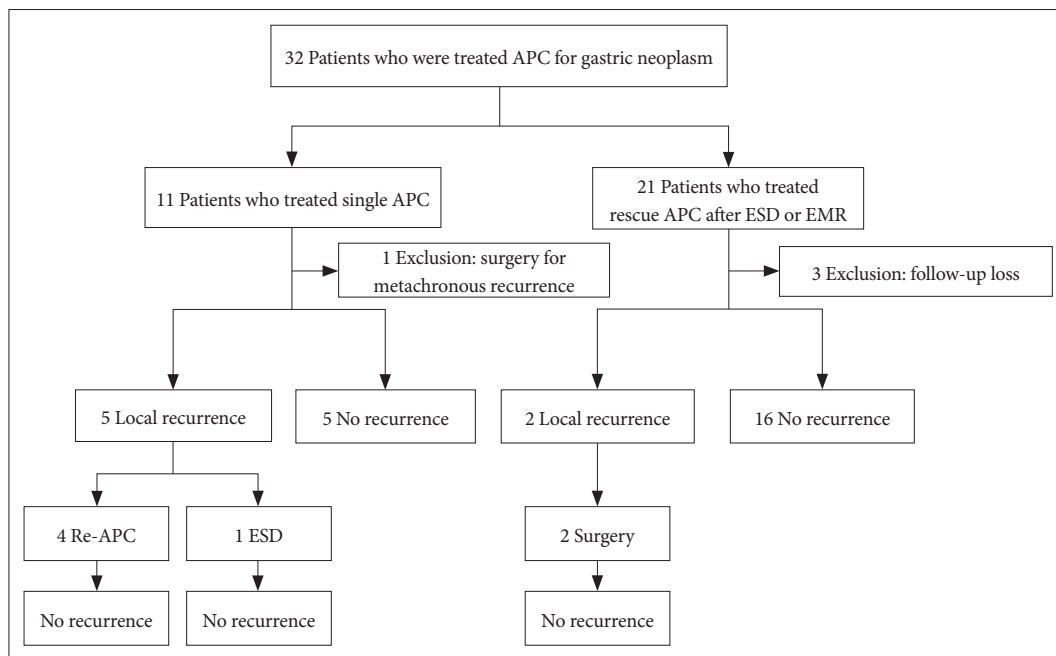 32 Patients who were treated APC for gastric neoplasm
11 Patients who treated single APC
21 Patients who treated
rescue APC after ESD or EMR
1 Exclusion: surgery for
metachronous recurrence
3 Exclusion: follow-up loss
5 Local recurrence
5 No recurrence
2 Local recurrence
16 No recurrence
4 Re-APC
1 ESD
2 Surgery
No recurrence
No recurrence
No recurrence